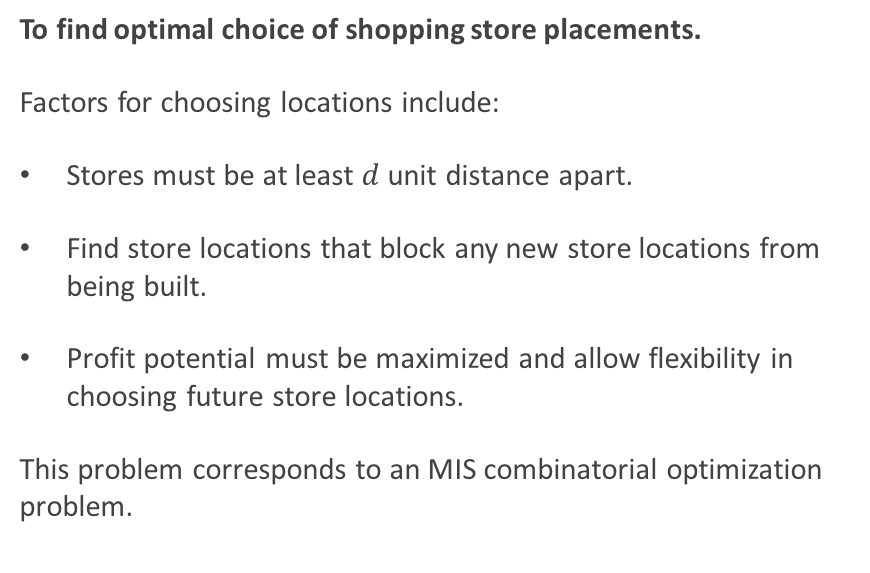 To find optimal choice of shopping store placements.
Factors for choosing locations include:
• Stores must be at least d unit distance apart.
• Find store locations that block any new store locations from
being built.
• Profit potential must be maximized and allow flexibility in
choosing future store locations.
This problem corresponds to an MIS combinatorial optimization
problem.